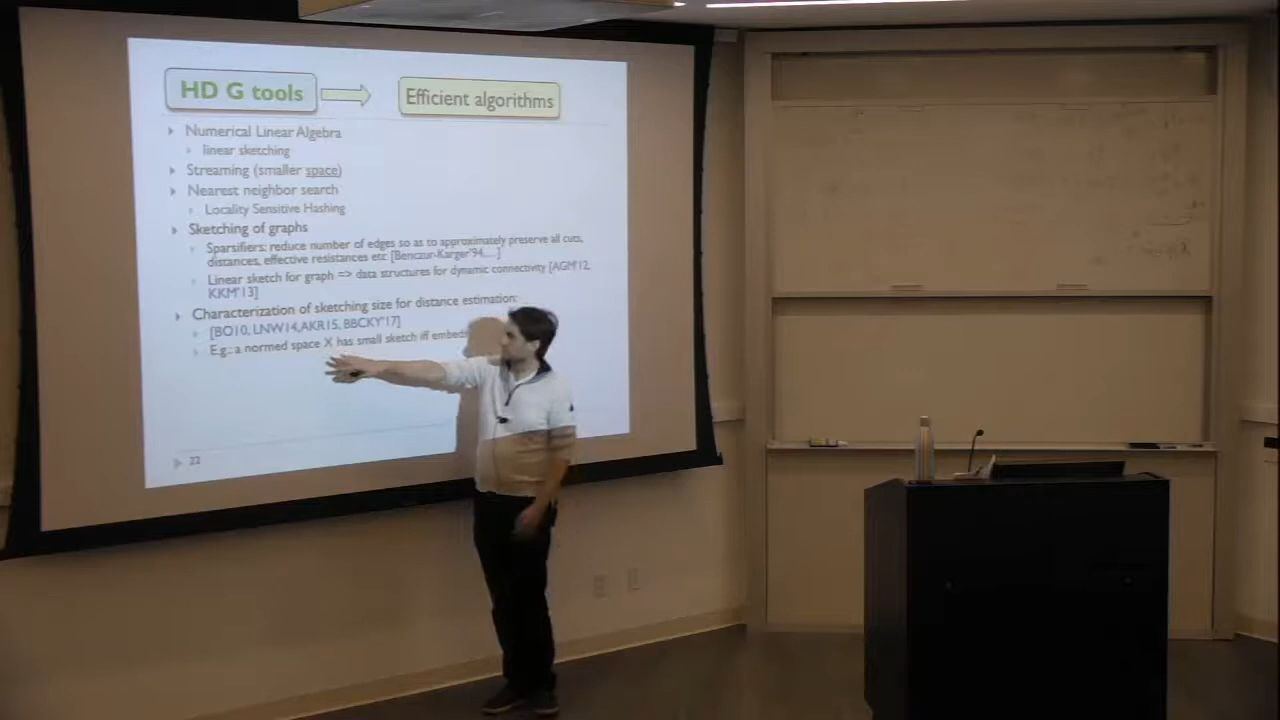 HD G tools
Efficient algorithms
Numerical Linear Algebra
linear sketching
Streaming (smaller space)
Nearest neighbor search
Locality Sensitive Hashing
Sketching of graphs
Sparsifiers: reduce number of edges so as to approximately preserve all cuts,
distances, effective resistances etc [Benczur-Karger'94,...]
Linear sketch for graph => data structures for dynamic connectivity [AGM'12,
KKM'13]
Characterization of sketching size for distance estimation:
[BO10, LNW14,AKR15, BBCKY'17]
E.g.: a normed space X has small sketch iff embeds
22